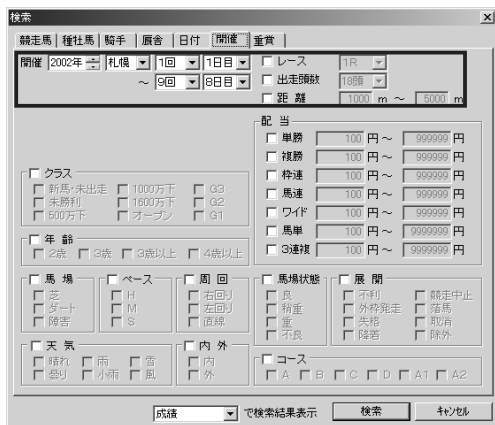 検索
競走馬 種牡馬 騎手 厩舎 日付 開催 重賞
開催 2002年 札幌 1回 1日目 レース 1R
～ 9回 8日目 出走頭数 18頭
距 離 1000 m ～ 5000 m
配 当
単勝 100 円～ 999999 円
複勝 100 円～ 999999 円
枠連 100 円～ 999999 円
馬連 100 円～ 999999 円
ワイド 100 円～ 999999 円
馬単 100 円～ 9999999 円
3連複 100 円～ 9999999 円
クラス
新馬・未出走 1000万下 G3
未勝利 1600万下 G2
500万下 オープン G1
年 齢
2歳 3歳 3歳以上 4歳以上
馬 場 ペース 周 回 馬場状態 展 開
芝 H 右回り 良 不利 競走中止
ダート M 左回り 稍重 外枠発走 落馬
障害 S 直線 重 失格 取消
不良 降着 除外
天 気 内 外 コース
晴れ 雨 雪 内 A B C D A1 A2
曇り 小雨 風 外
成績 で検索結果表示 検索 キャンセル